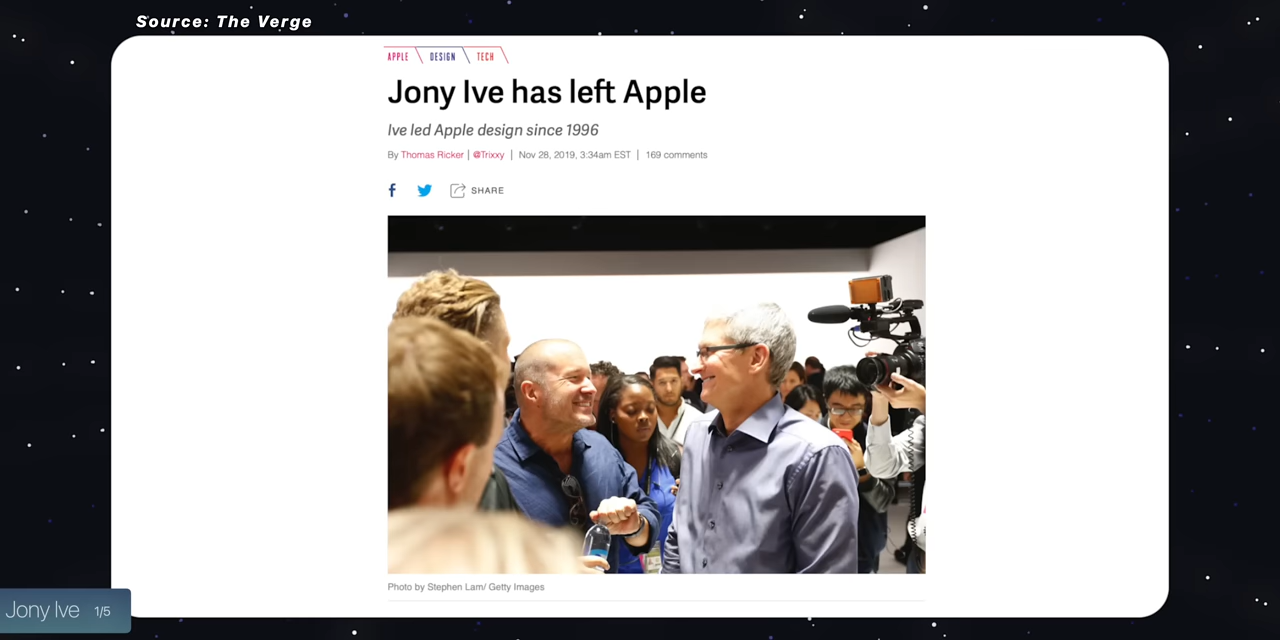 Source: The Verge
APPLE DESIGN TECH
Jony Ive has left Apple
Ive led Apple design since 1996
By Thomas Ricker | @Trixxy | Nov 28, 2019, 3:34am EST | 169 comments
SHARE
Photo by Stephen Lam/ Getty Images
Jony Ive 1/5